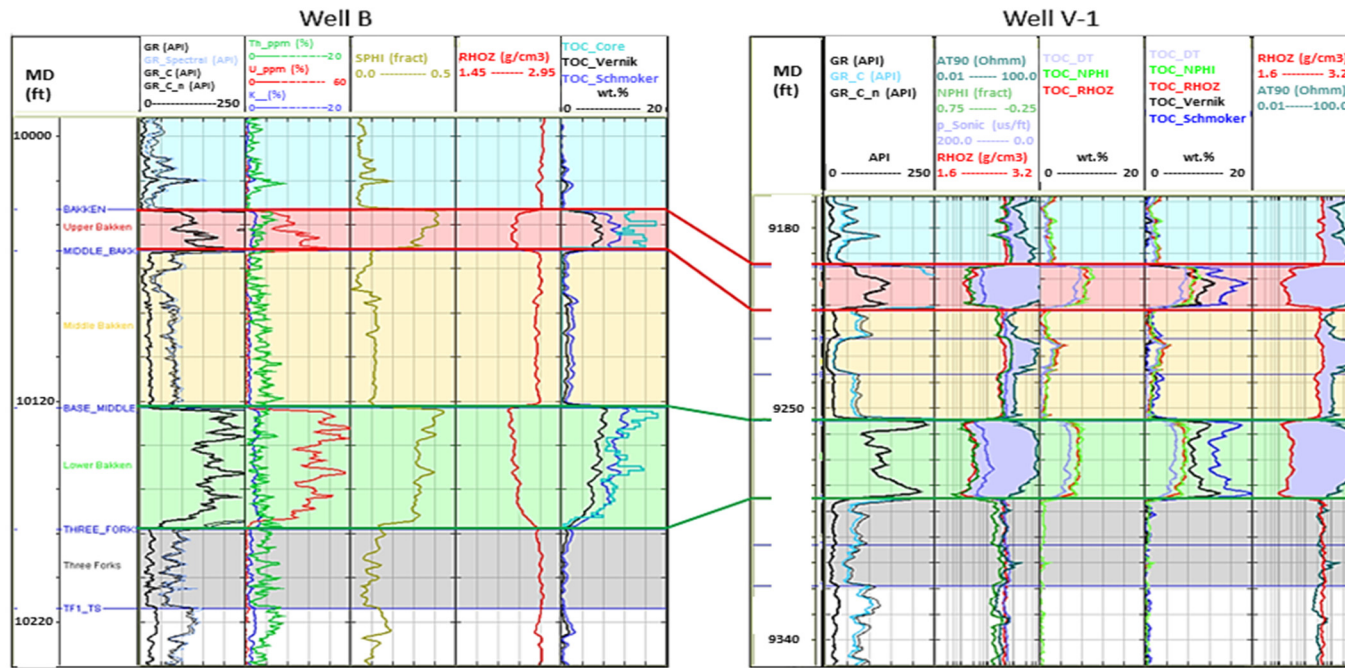 Well B
MD
(ft)
GR (API)
GR_Spectral (API)
GR_C (API)
GR_C_n (API)
0---------------250
Th_ppm (%)
0---------------20
U_ppm (%)
0--------------- 60
K__(%)
0---------------20
SPHI (fract)
0.0 ---------- 0.5
RHOZ (g/cm3)
1.45 ------- 2.95
TOC_Core
TOC_Vernik
TOC_Schmoker
wt.%
0 ---------- 20
10000
BAKKEN
Upper Bakken
MIDDLE_BAKK
Middle Bakken
10120
BASE_MIDDLE
Lower Bakken
THREE_FORK
Three Forks
TF1_TS
10220
Well V-1
MD
(ft)
GR (API)
GR_C (API)
GR_C_n (API)
API
0 -------------- 250
AT90 (Ohmm)
0.01 ------ 100.0
NPHI (fract)
0.75 ------ -0.25
p_Sonic (us/ft)
200.0 ------- 0.0
RHOZ (g/cm3)
1.6 --------- 3.2
TOC_DT
TOC_NPHI
TOC_RHOZ
wt.%
0 ------------ 20
TOC_DT
TOC_NPHI
TOC_RHOZ
TOC_Vernik
TOC_Schmoker
wt.%
0 ------------ 20
RHOZ (g/cm3)
1.6 --------- 3.2
AT90 (Ohmm)
0.01------100.0
9180
9250
9340